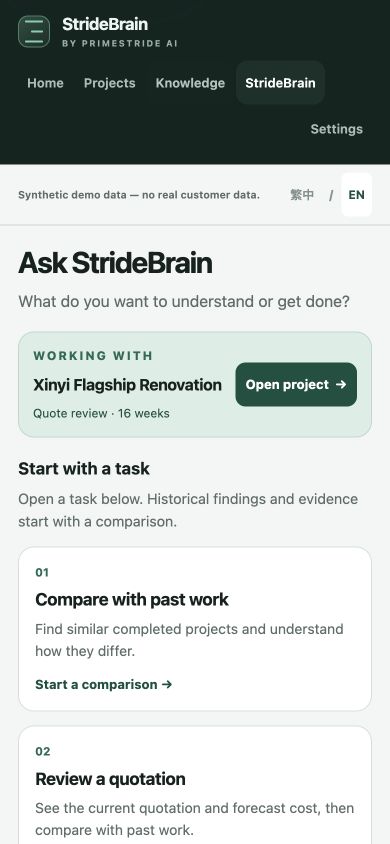 StrideBrain
BY PRIMESTRIDE AI
Home Projects Knowledge StrideBrain
Settings
Synthetic demo data — no real customer data.
繁中 / EN
Ask StrideBrain
What do you want to understand or get done?
WORKING WITH
Xinyi Flagship Renovation
Open project →
Quote review · 16 weeks
Start with a task
Open a task below. Historical findings and evidence
start with a comparison.
01
Compare with past work
Find similar completed projects and understand
how they differ.
Start a comparison →
02
Review a quotation
See the current quotation and forecast cost, then
compare with past work.